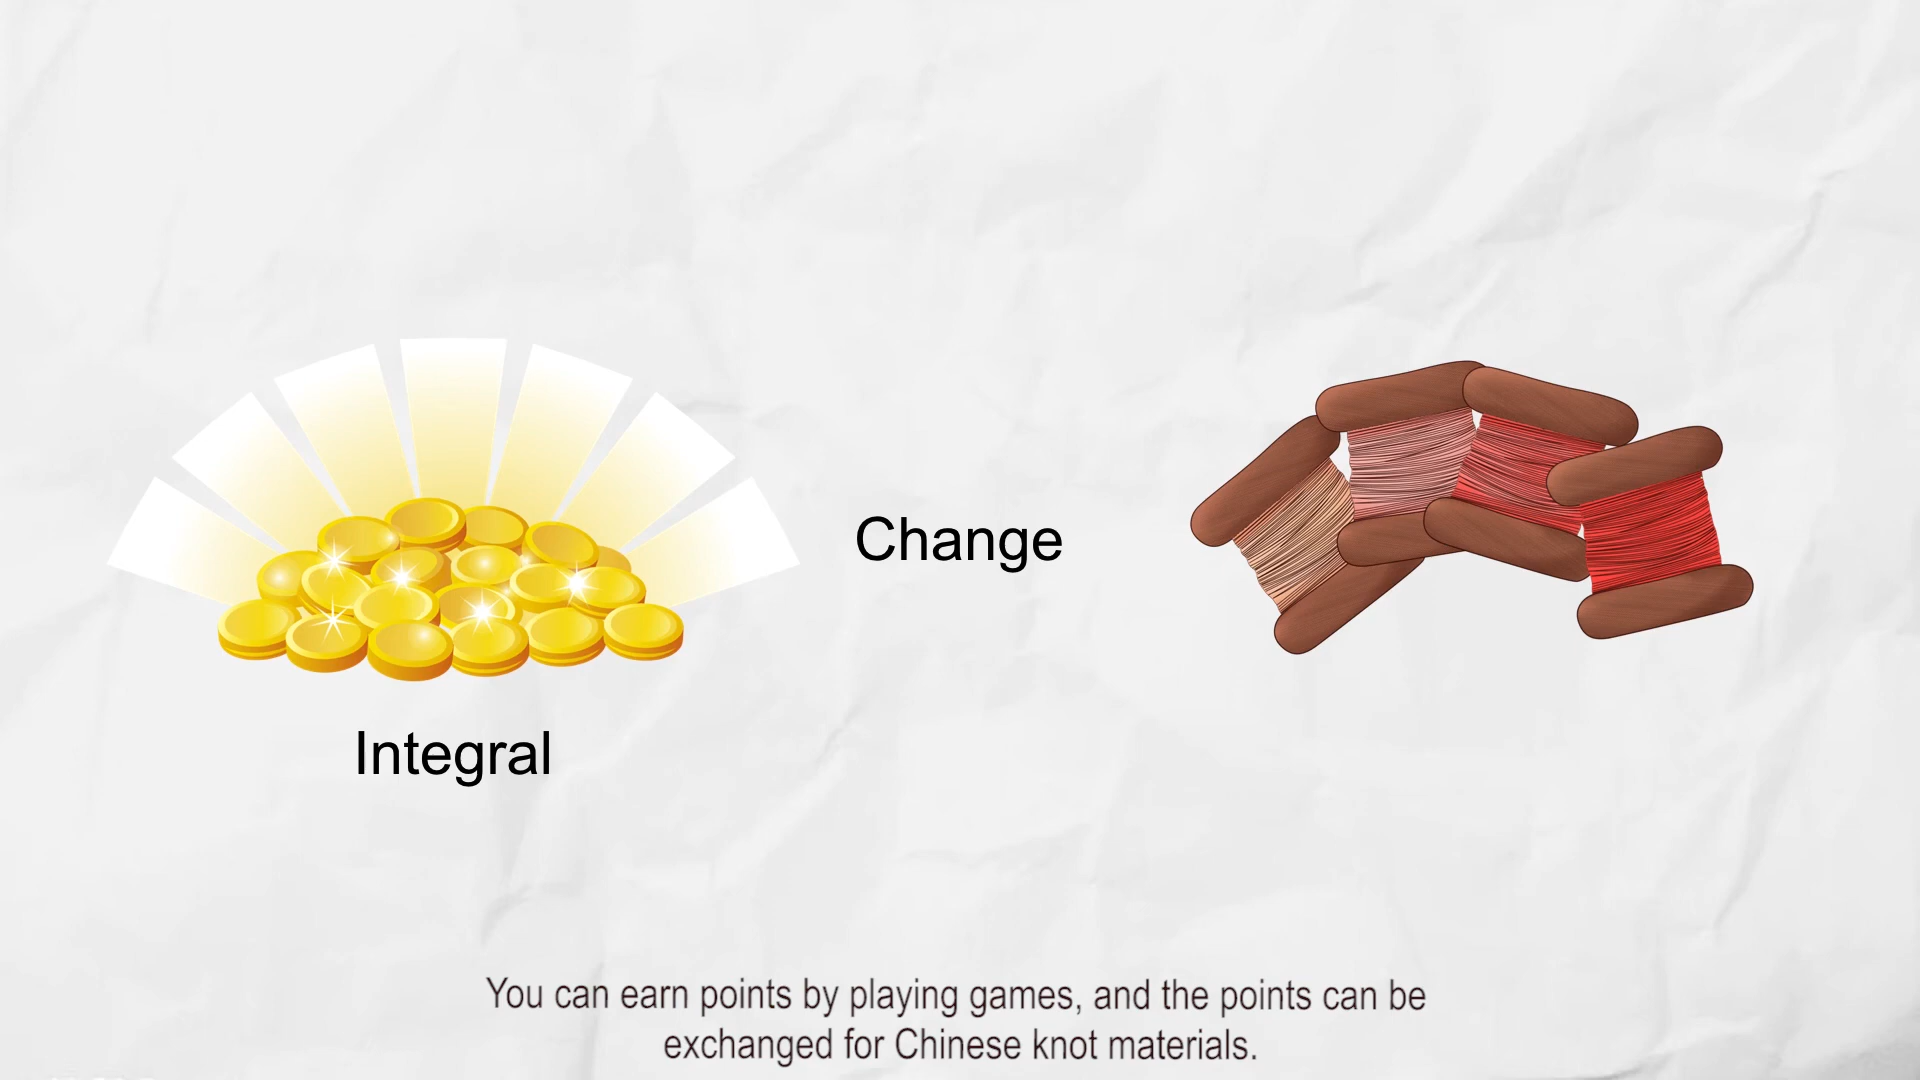 Change
Integral
You can earn points by playing games, and the points can be
exchanged for Chinese knot materials.